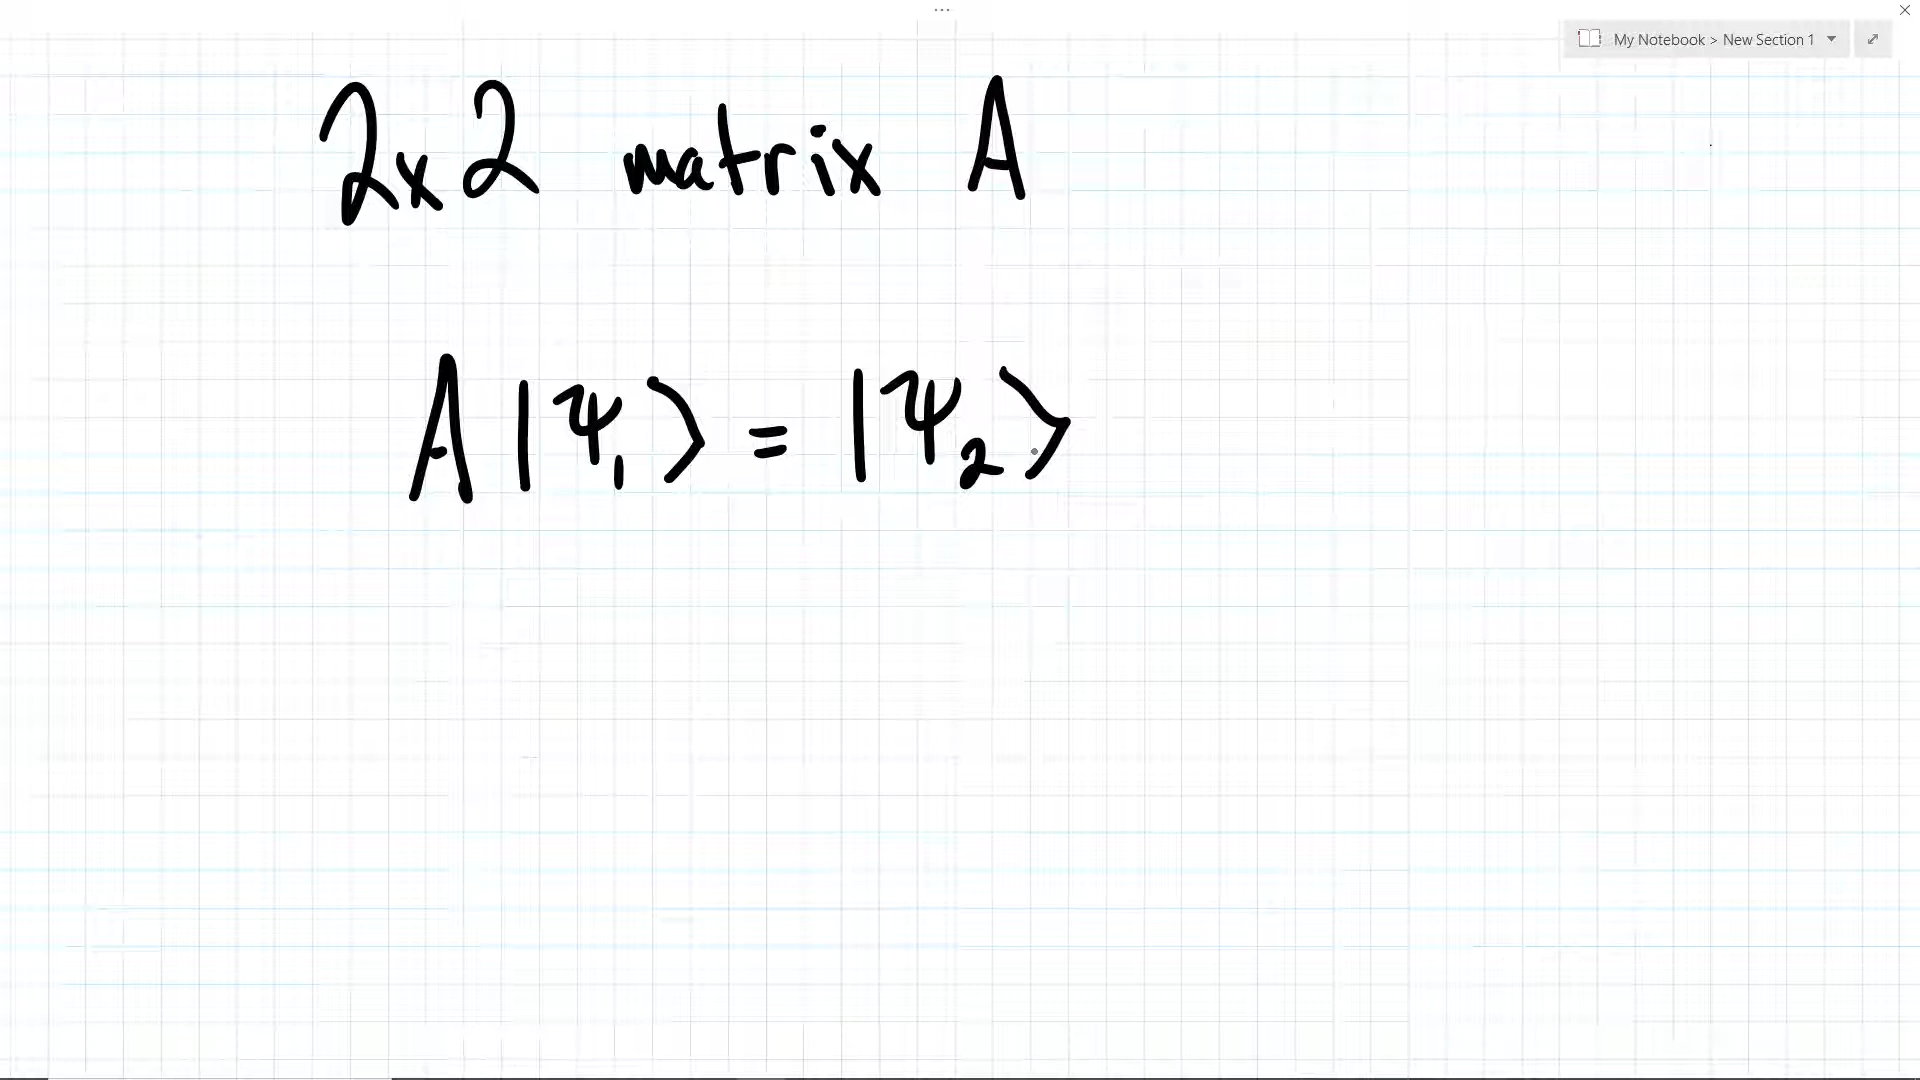 My Notebook > New Section 1
2x2 matrix A
A|Ψ₁⟩ = |Ψ₂⟩